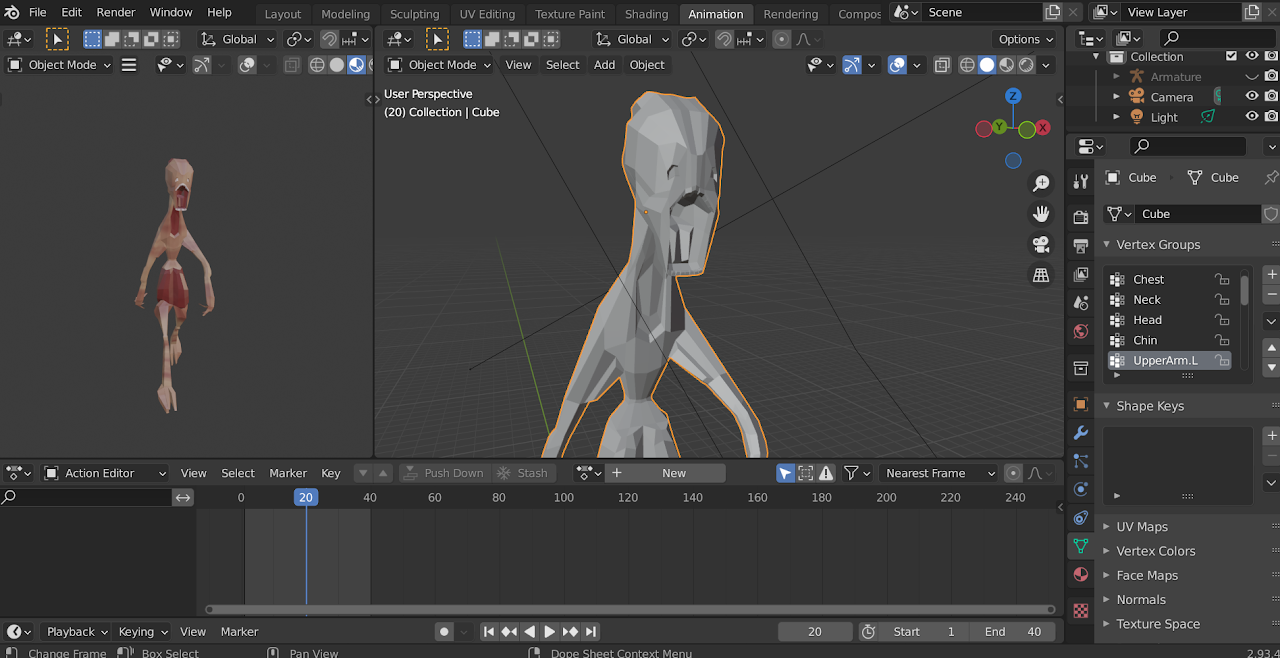 File Edit Render Window Help Layout Modeling Sculpting UV Editing Texture Paint Shading Animation Rendering Compos Scene View Layer
Global Global Options
Object Mode Object Mode View Select Add Object
Collection
Armature
Camera
Light
User Perspective
(20) Collection | Cube
Z
Y
X
Cube Cube
Cube
Vertex Groups
Chest
Neck
Head
Chin
UpperArm.L
Shape Keys
UV Maps
Vertex Colors
Face Maps
Normals
Texture Space
Action Editor View Select Marker Key Push Down Stash New Nearest Frame
0 20 40 60 80 100 120 140 160 180 200 220 240
Playback Keying View Marker 20 Start 1 End 40
Change Frame Box Select Pan View Dope Sheet Context Menu 2.93.4